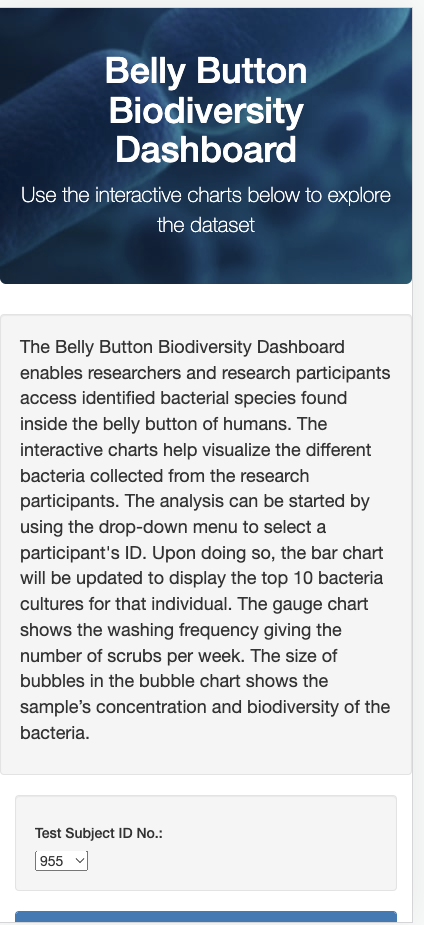 Belly Button
Biodiversity
Dashboard
Use the interactive charts below to explore
the dataset
The Belly Button Biodiversity Dashboard
enables researchers and research participants
access identified bacterial species found
inside the belly button of humans. The
interactive charts help visualize the different
bacteria collected from the research
participants. The analysis can be started by
using the drop-down menu to select a
participant's ID. Upon doing so, the bar chart
will be updated to display the top 10 bacteria
cultures for that individual. The gauge chart
shows the washing frequency giving the
number of scrubs per week. The size of
bubbles in the bubble chart shows the
sample’s concentration and biodiversity of the
bacteria.
Test Subject ID No.:
955